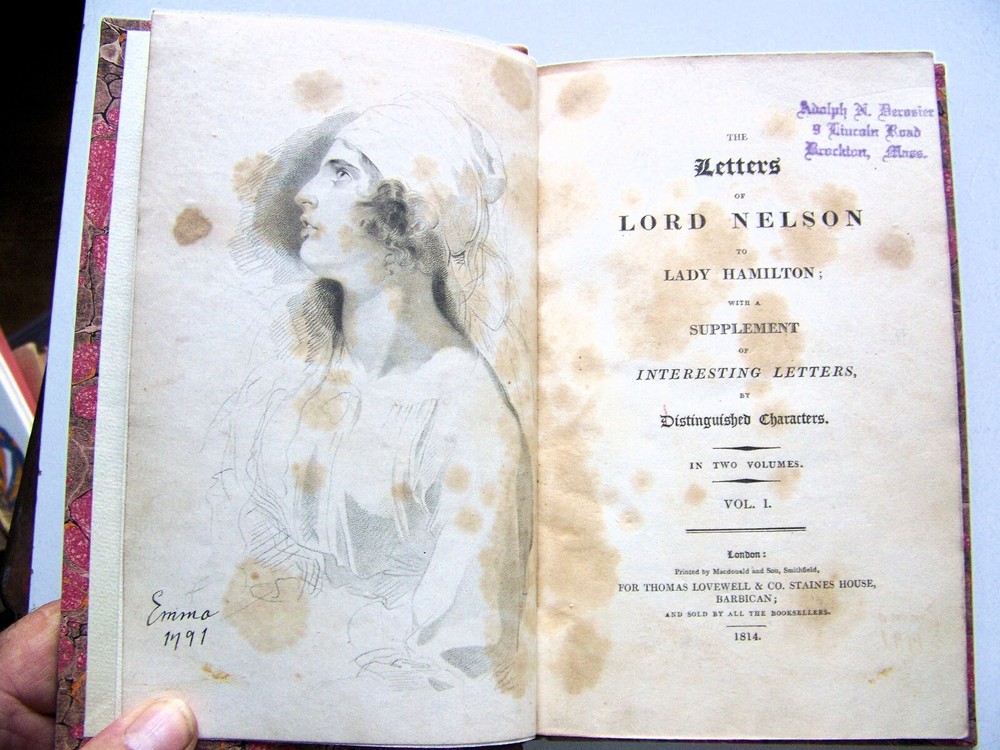 Emma
1791
Adolph N. Derosier
9 Lincoln Road
Brockton, Mass.
THE
Letters
OF
LORD NELSON
TO
LADY HAMILTON;
WITH A
SUPPLEMENT
OF
INTERESTING LETTERS,
BY
Distinguished Characters.
IN TWO VOLUMES.
VOL. I.
London:
Printed by Macdonald and Son, Smithfield,
FOR THOMAS LOVEWELL & CO. STAINES HOUSE,
BARBICAN;
AND SOLD BY ALL THE BOOKSELLERS.
1814.